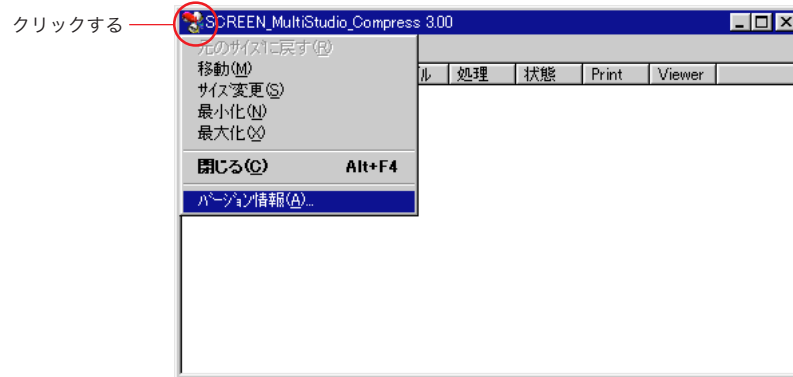 クリックする
SCREEN_MultiStudio_Compress 3.00
元のサイズに戻す(R)
移動(M)
サイズ変更(S)
最小化(N)
最大化(X)
閉じる(C) Alt+F4
バージョン情報(A)...
ル 処理 状態 Print Viewer